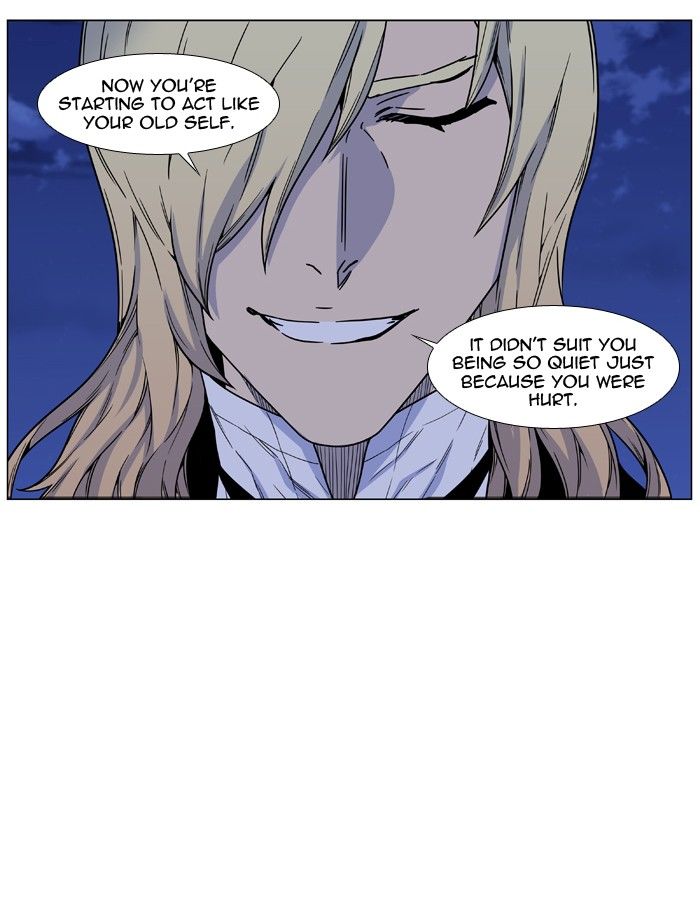 NOW YOU'RE
STARTING TO ACT LIKE
YOUR OLD SELF.
IT DIDN'T SUIT YOU
BEING SO QUIET JUST
BECAUSE YOU WERE
HURT.